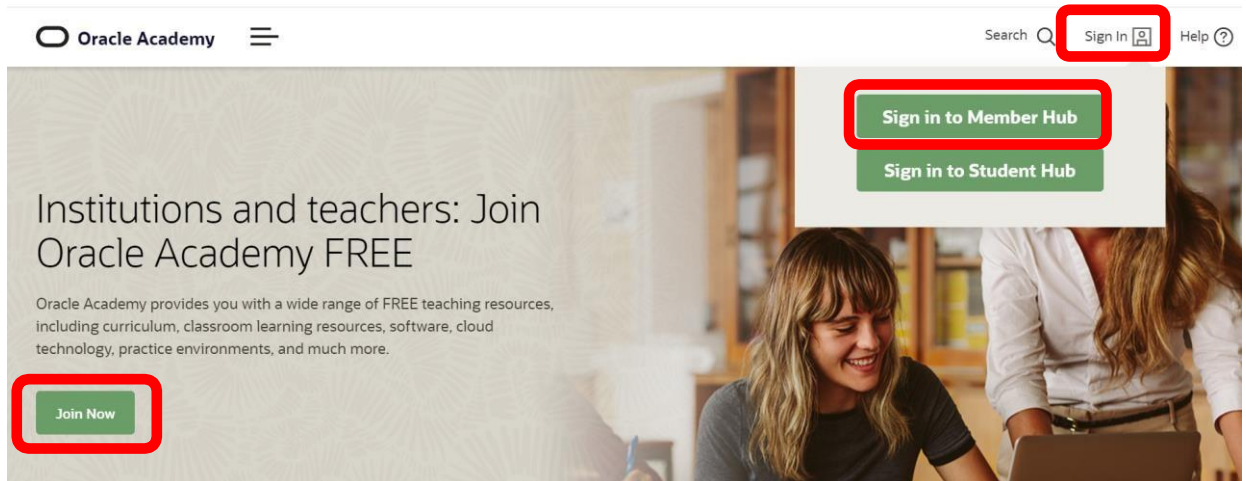 Oracle Academy
Search
Sign In
Help ?
Sign in to Member Hub
Sign in to Student Hub
Institutions and teachers: Join
Oracle Academy FREE
Oracle Academy provides you with a wide range of FREE teaching resources,
including curriculum, classroom learning resources, software, cloud
technology, practice environments, and much more.
Join Now